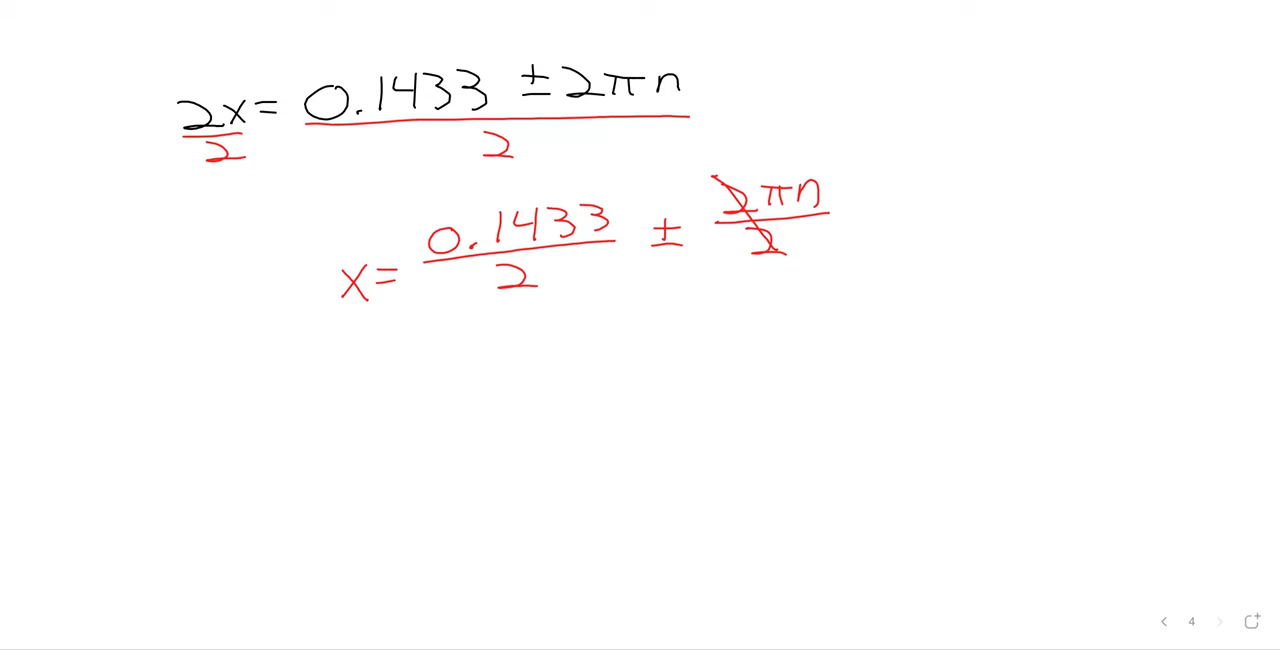 2x = 0.1433 ± 2πn
2 2
2πn
0.1433 ±
2
x = 2
4